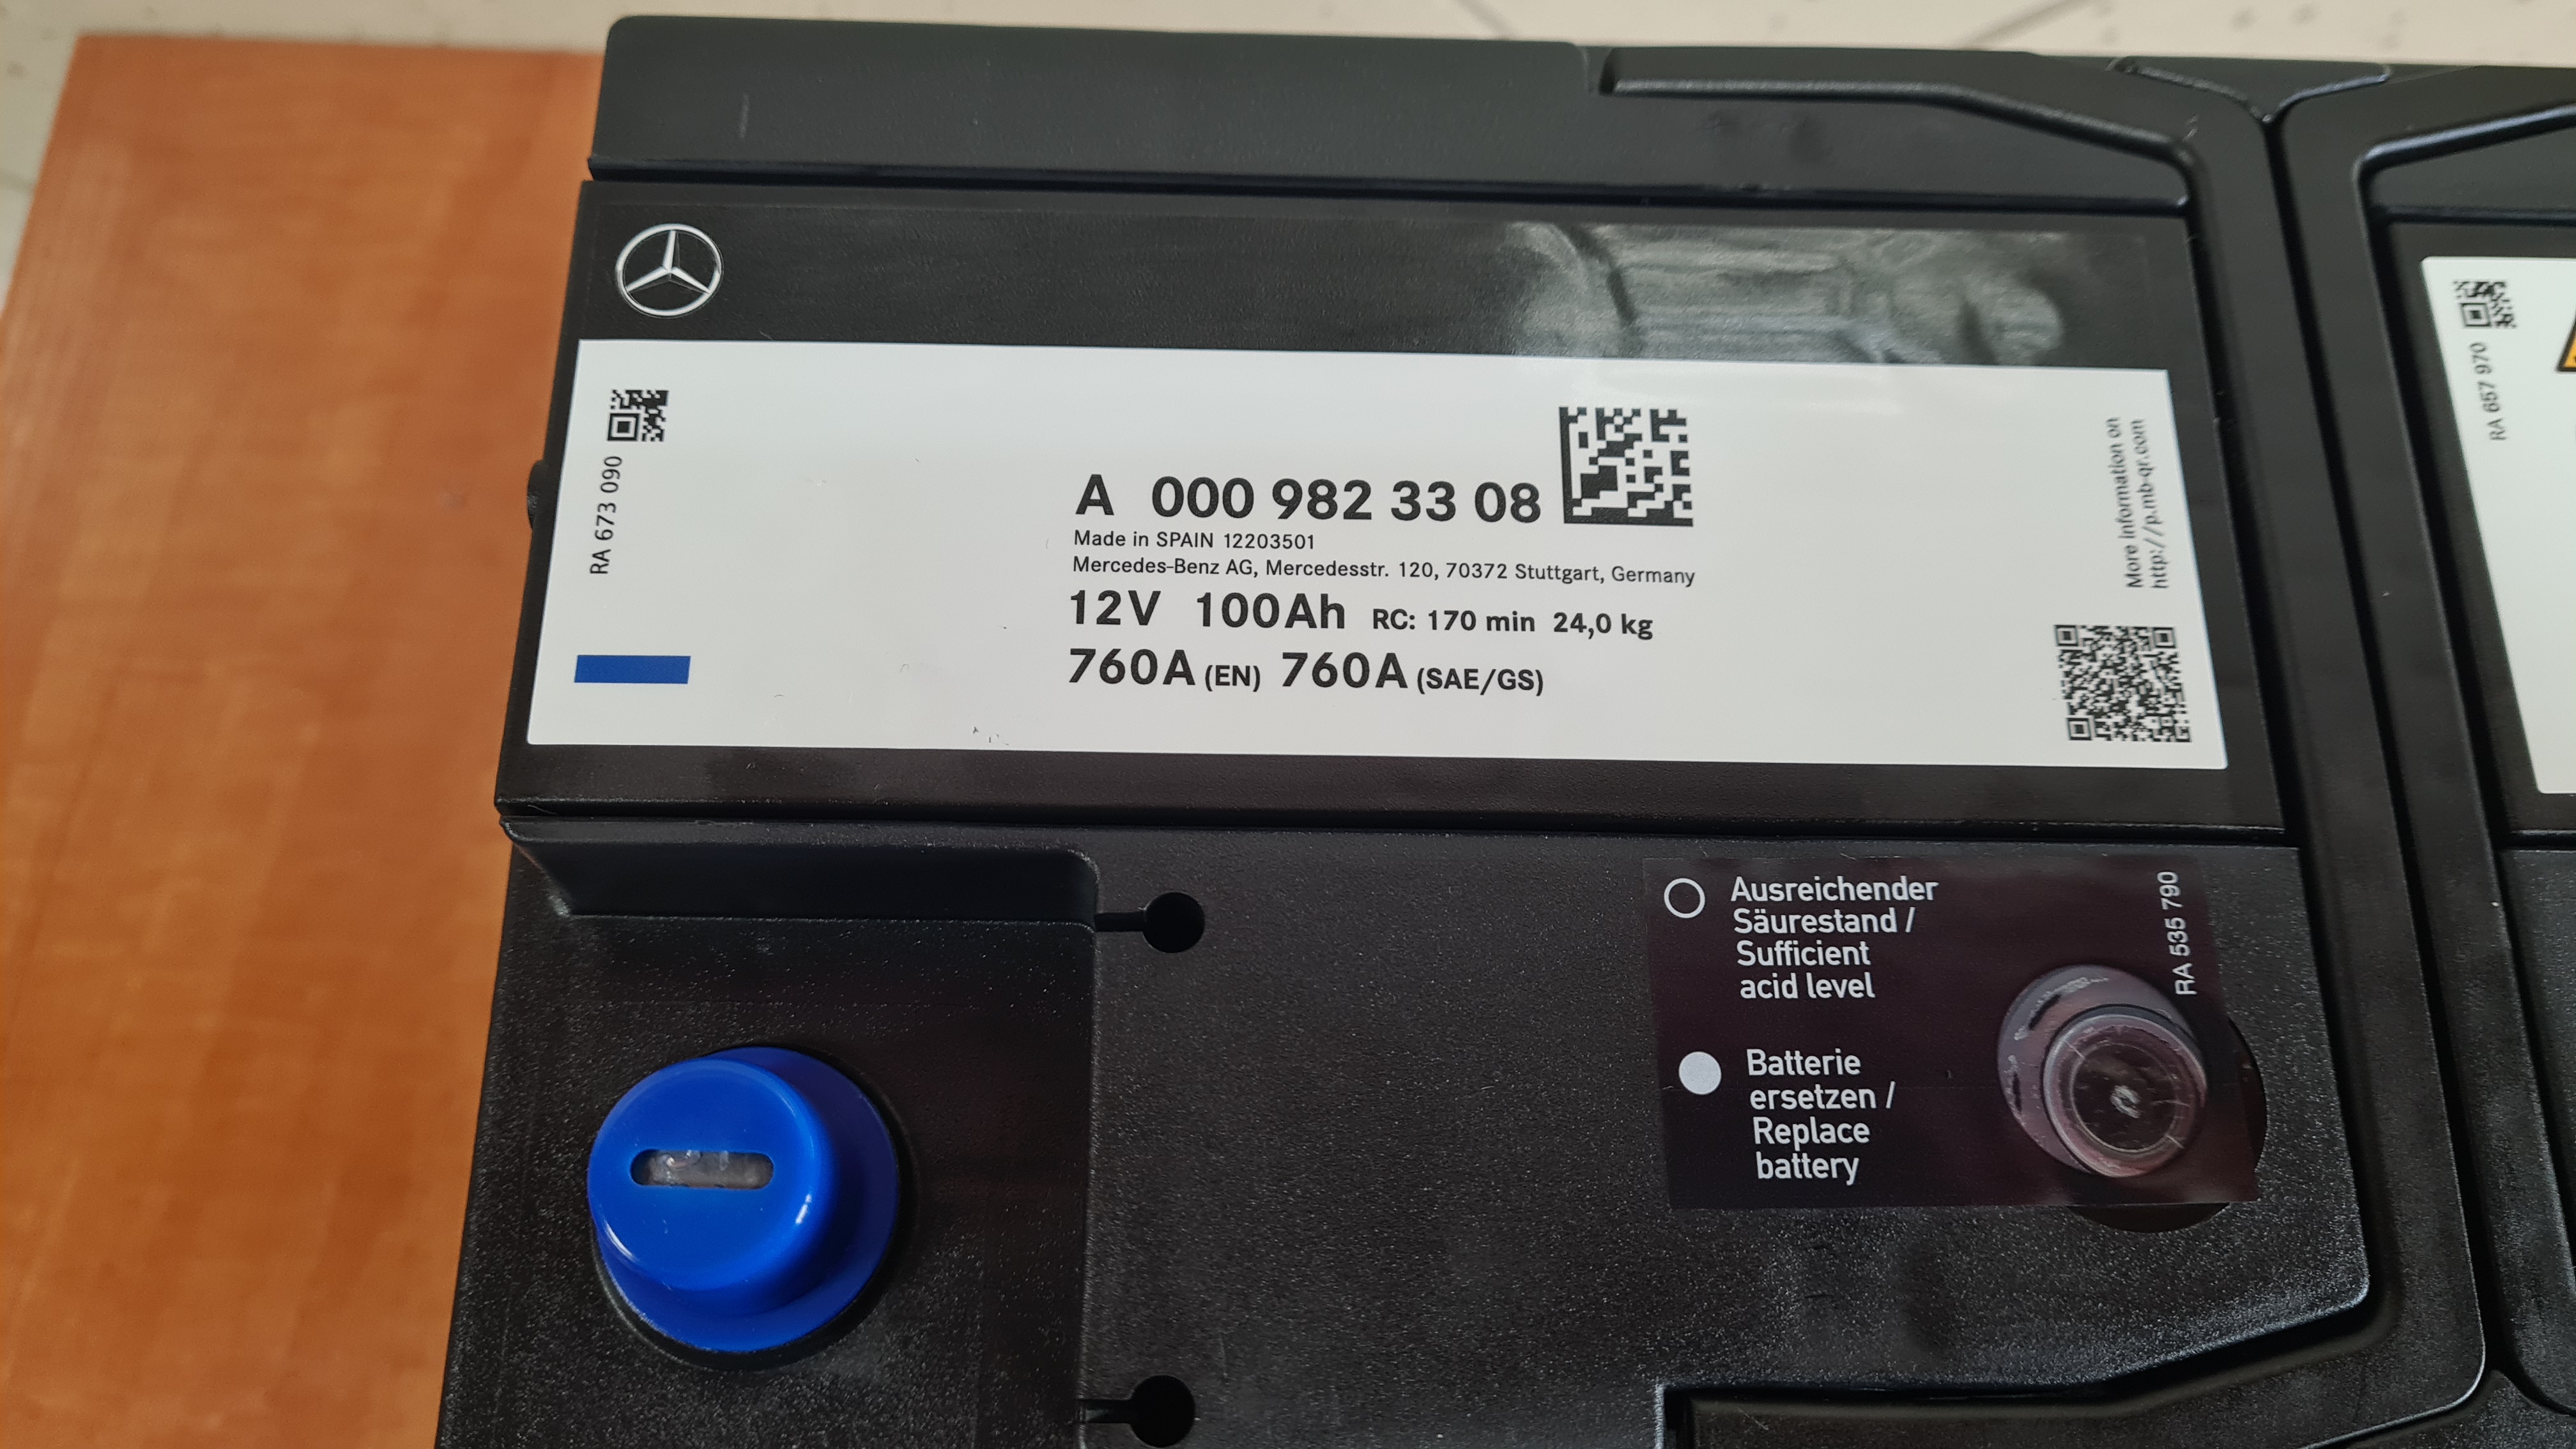 RA 673 090
A 000 982 33 08
Made in SPAIN 12203501
Mercedes-Benz AG, Mercedesstr. 120, 70372 Stuttgart, Germany
12V 100Ah RC: 170 min 24,0 kg
760A (EN) 760A (SAE/GS)
More information on
http://p.mb-qr.com
RA 657 970
Ausreichender
Säurestand /
Sufficient
acid level
Batterie
ersetzen /
Replace
battery
RA 535 790